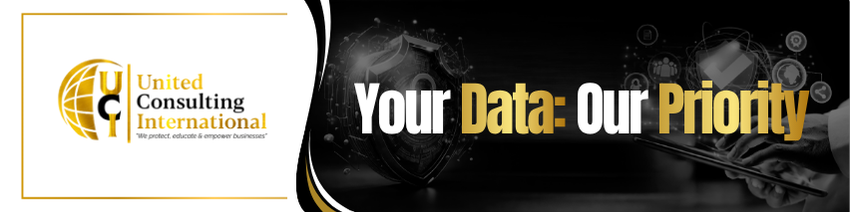 UCI
United
Consulting
International
"We protect, educate & empower businesses"
Your Data: Our Priority